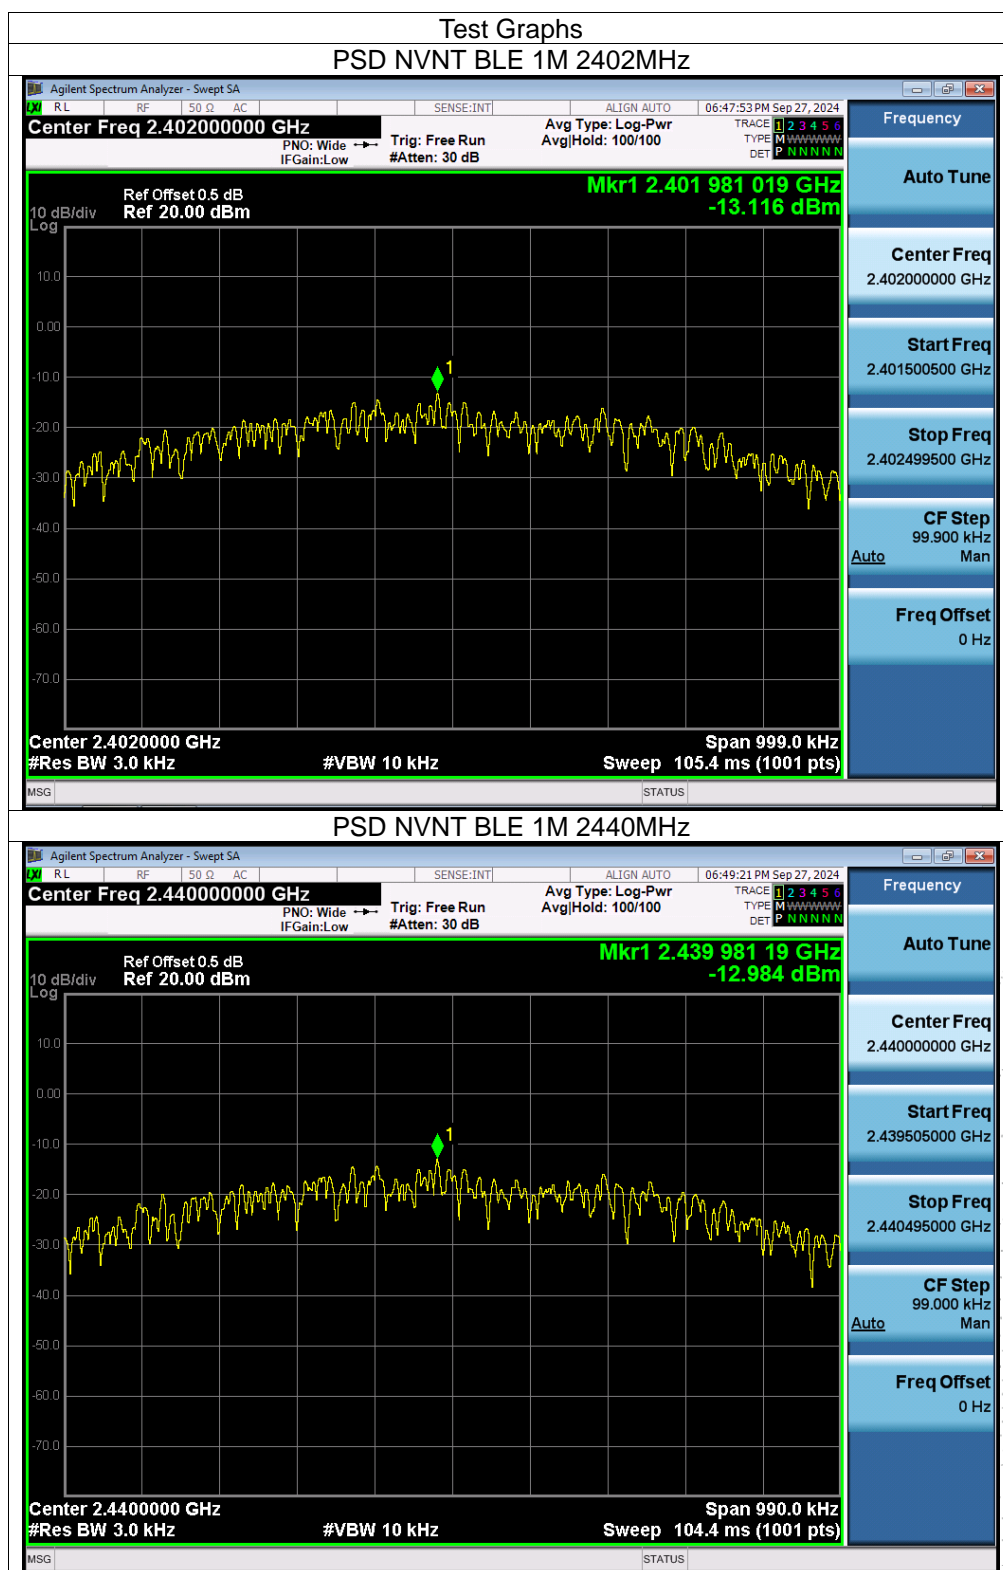 Test Graphs
PSD NVNT BLE 1M 2402MHz
Agilent Spectrum Analyzer - Swept SA
LXI RL RF 50 Ω AC SENSE:INT ALIGN AUTO 06:47:53 PM Sep 27, 2024
Center Freq 2.402000000 GHz
PNO: Wide
IFGain:Low
Trig: Free Run
#Atten: 30 dB
Avg Type: Log-Pwr
Avg|Hold: 100/100
TRACE 1 2 3 4 5 6
TYPE M WWWWW
DET P N N N N N
Frequency
Auto Tune
Mkr1 2.401 981 019 GHz
-13.116 dBm
Ref Offset 0.5 dB
10 dB/div Ref 20.00 dBm
Log
10.0
0.00
-10.0
-20.0
-30.0
-40.0
-50.0
-60.0
-70.0
1
Center Freq
2.402000000 GHz
Start Freq
2.401500500 GHz
Stop Freq
2.402499500 GHz
CF Step
99.900 kHz
Auto Man
Freq Offset
0 Hz
Center 2.4020000 GHz Span 999.0 kHz
#Res BW 3.0 kHz #VBW 10 kHz Sweep 105.4 ms (1001 pts)
MSG STATUS
PSD NVNT BLE 1M 2440MHz
Agilent Spectrum Analyzer - Swept SA
LXI RL RF 50 Ω AC SENSE:INT ALIGN AUTO 06:49:21 PM Sep 27, 2024
Center Freq 2.440000000 GHz
PNO: Wide
IFGain:Low
Trig: Free Run
#Atten: 30 dB
Avg Type: Log-Pwr
Avg|Hold: 100/100
TRACE 1 2 3 4 5 6
TYPE M WWWWW
DET P N N N N N
Frequency
Auto Tune
Mkr1 2.439 981 19 GHz
-12.984 dBm
Ref Offset 0.5 dB
10 dB/div Ref 20.00 dBm
Log
10.0
0.00
-10.0
-20.0
-30.0
-40.0
-50.0
-60.0
-70.0
1
Center Freq
2.440000000 GHz
Start Freq
2.439505000 GHz
Stop Freq
2.440495000 GHz
CF Step
99.000 kHz
Auto Man
Freq Offset
0 Hz
Center 2.4400000 GHz Span 990.0 kHz
#Res BW 3.0 kHz #VBW 10 kHz Sweep 104.4 ms (1001 pts)
MSG STATUS